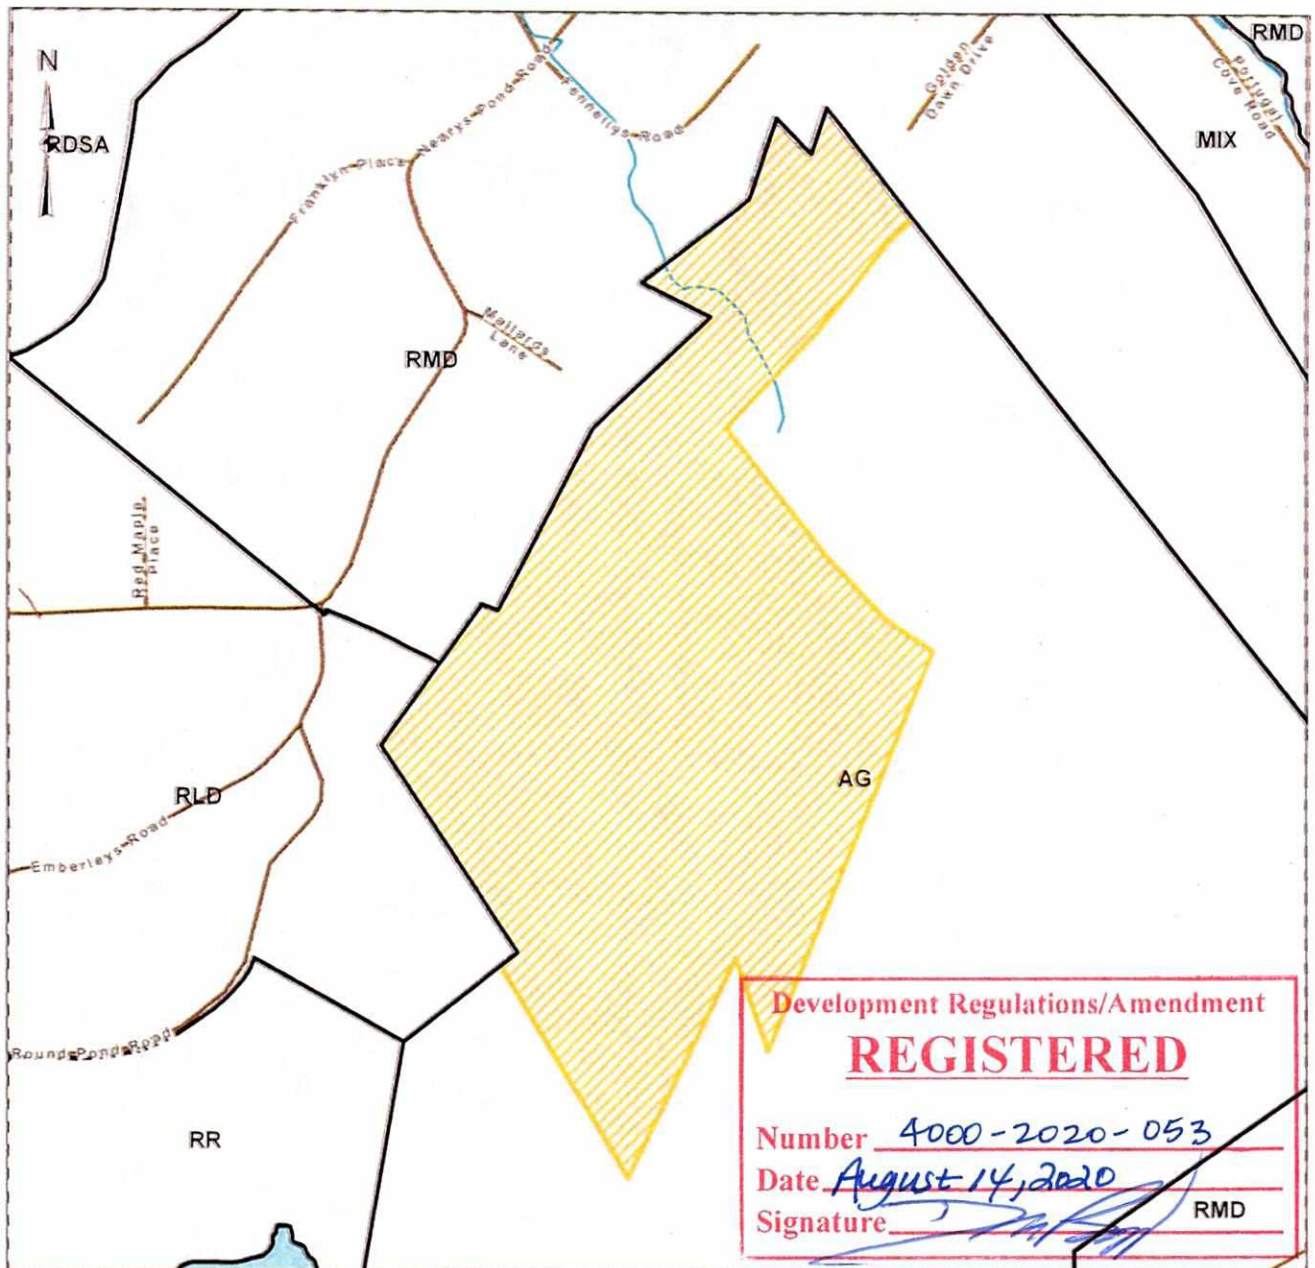 RMD
N
RDSA
Golden
Dawn Drive
Portugal
Cove Road
MIX
Franklyn Place
Nearys Pond Road
Fennellys Road
Mallards
Lane
RMD
Red Maple
Place
RLD
AG
Emberleys Road
Round Pond Road
RR
Development Regulations/Amendment
REGISTERED
Number 4000-2020-053
Date August 14, 2020
Signature
RMD